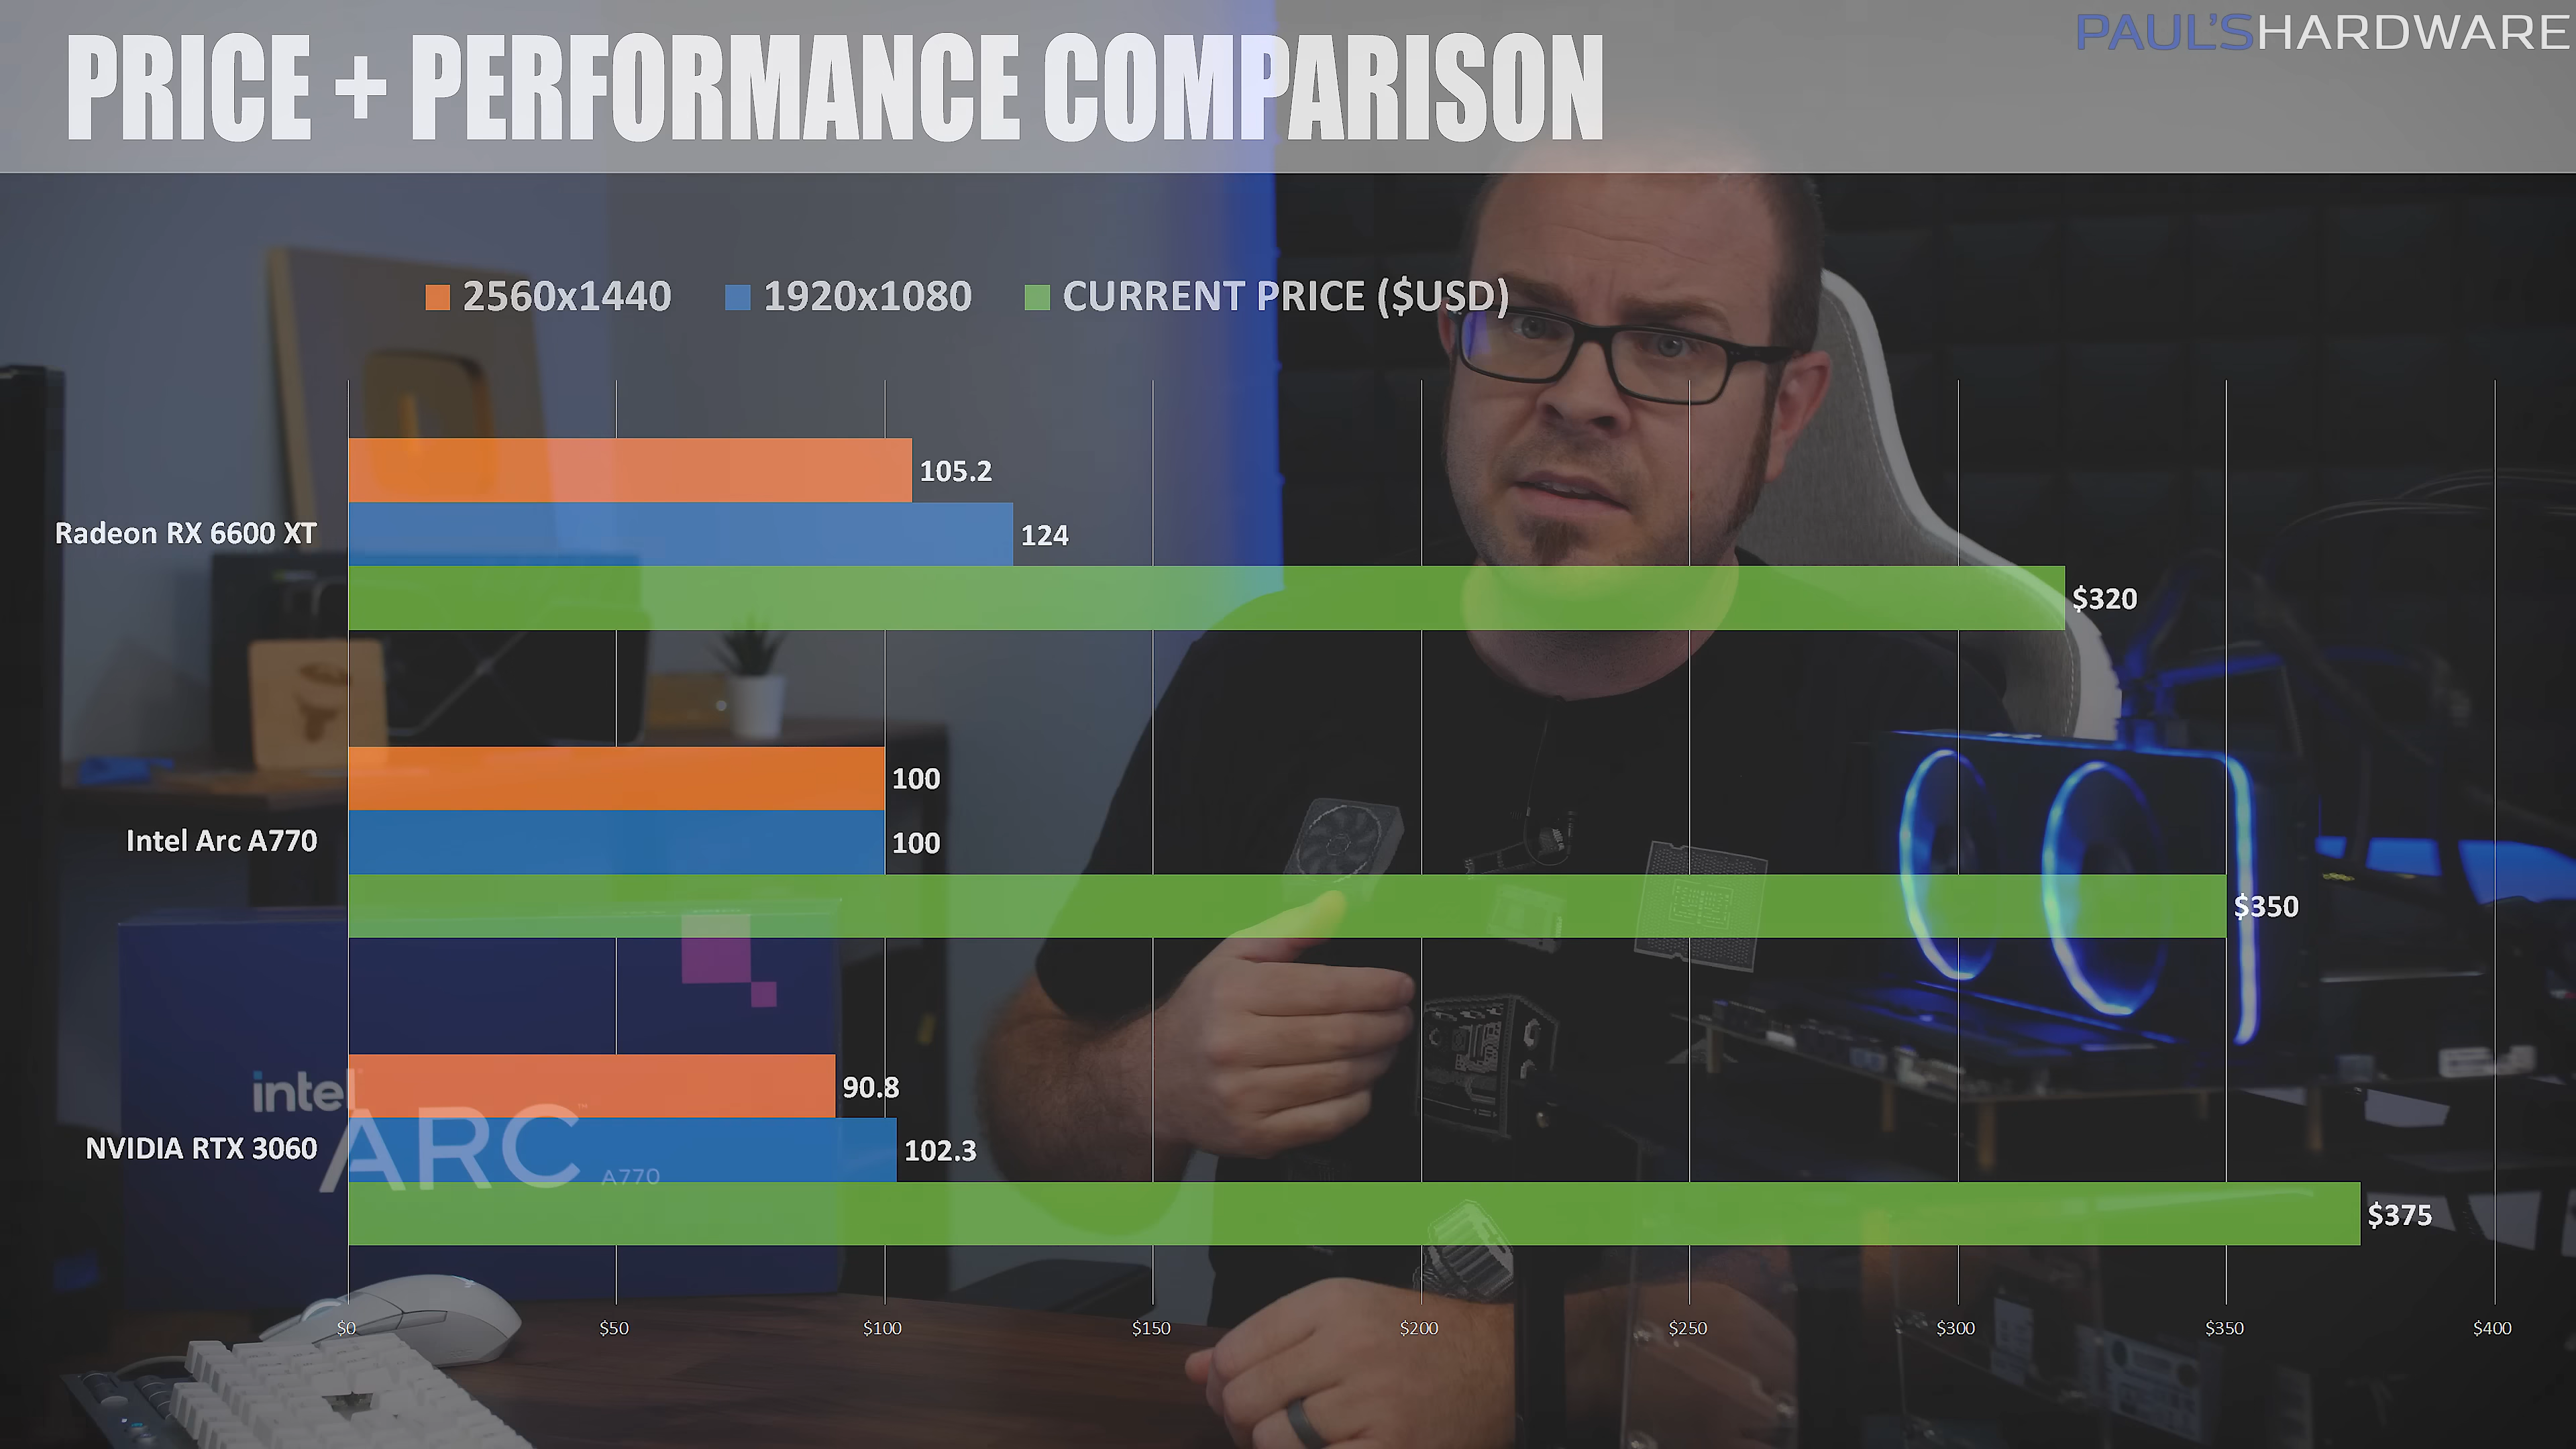 PAUL'SHARDWARE
PRICE + PERFORMANCE COMPARISON
2560x1440 1920x1080 CURRENT PRICE ($USD)
105.2
Radeon RX 6600 XT 124
$320
100
Intel Arc A770 100
$350
90.8
NVIDIA RTX 3060 102.3
$375
intel
ARC™ A770
$0 $50 $100 $150 $200 $250 $300 $350 $400